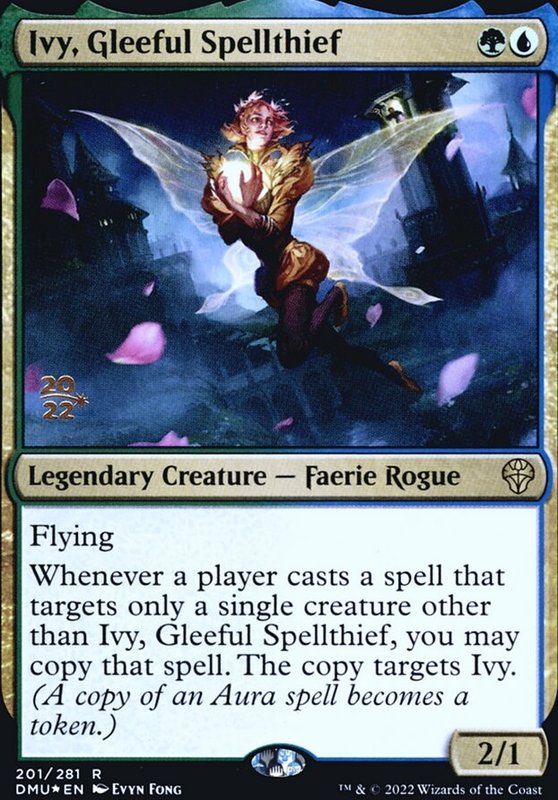 Ivy, Gleeful Spellthief
20
22
Legendary Creature — Faerie Rogue
Flying
Whenever a player casts a spell that
targets only a single creature other
than Ivy, Gleeful Spellthief, you may
copy that spell. The copy targets Ivy.
(A copy of an Aura spell becomes a
token.)
2/1
201/281 R
DMU★EN Evyn Fong
™ & © 2022 Wizards of the Coast